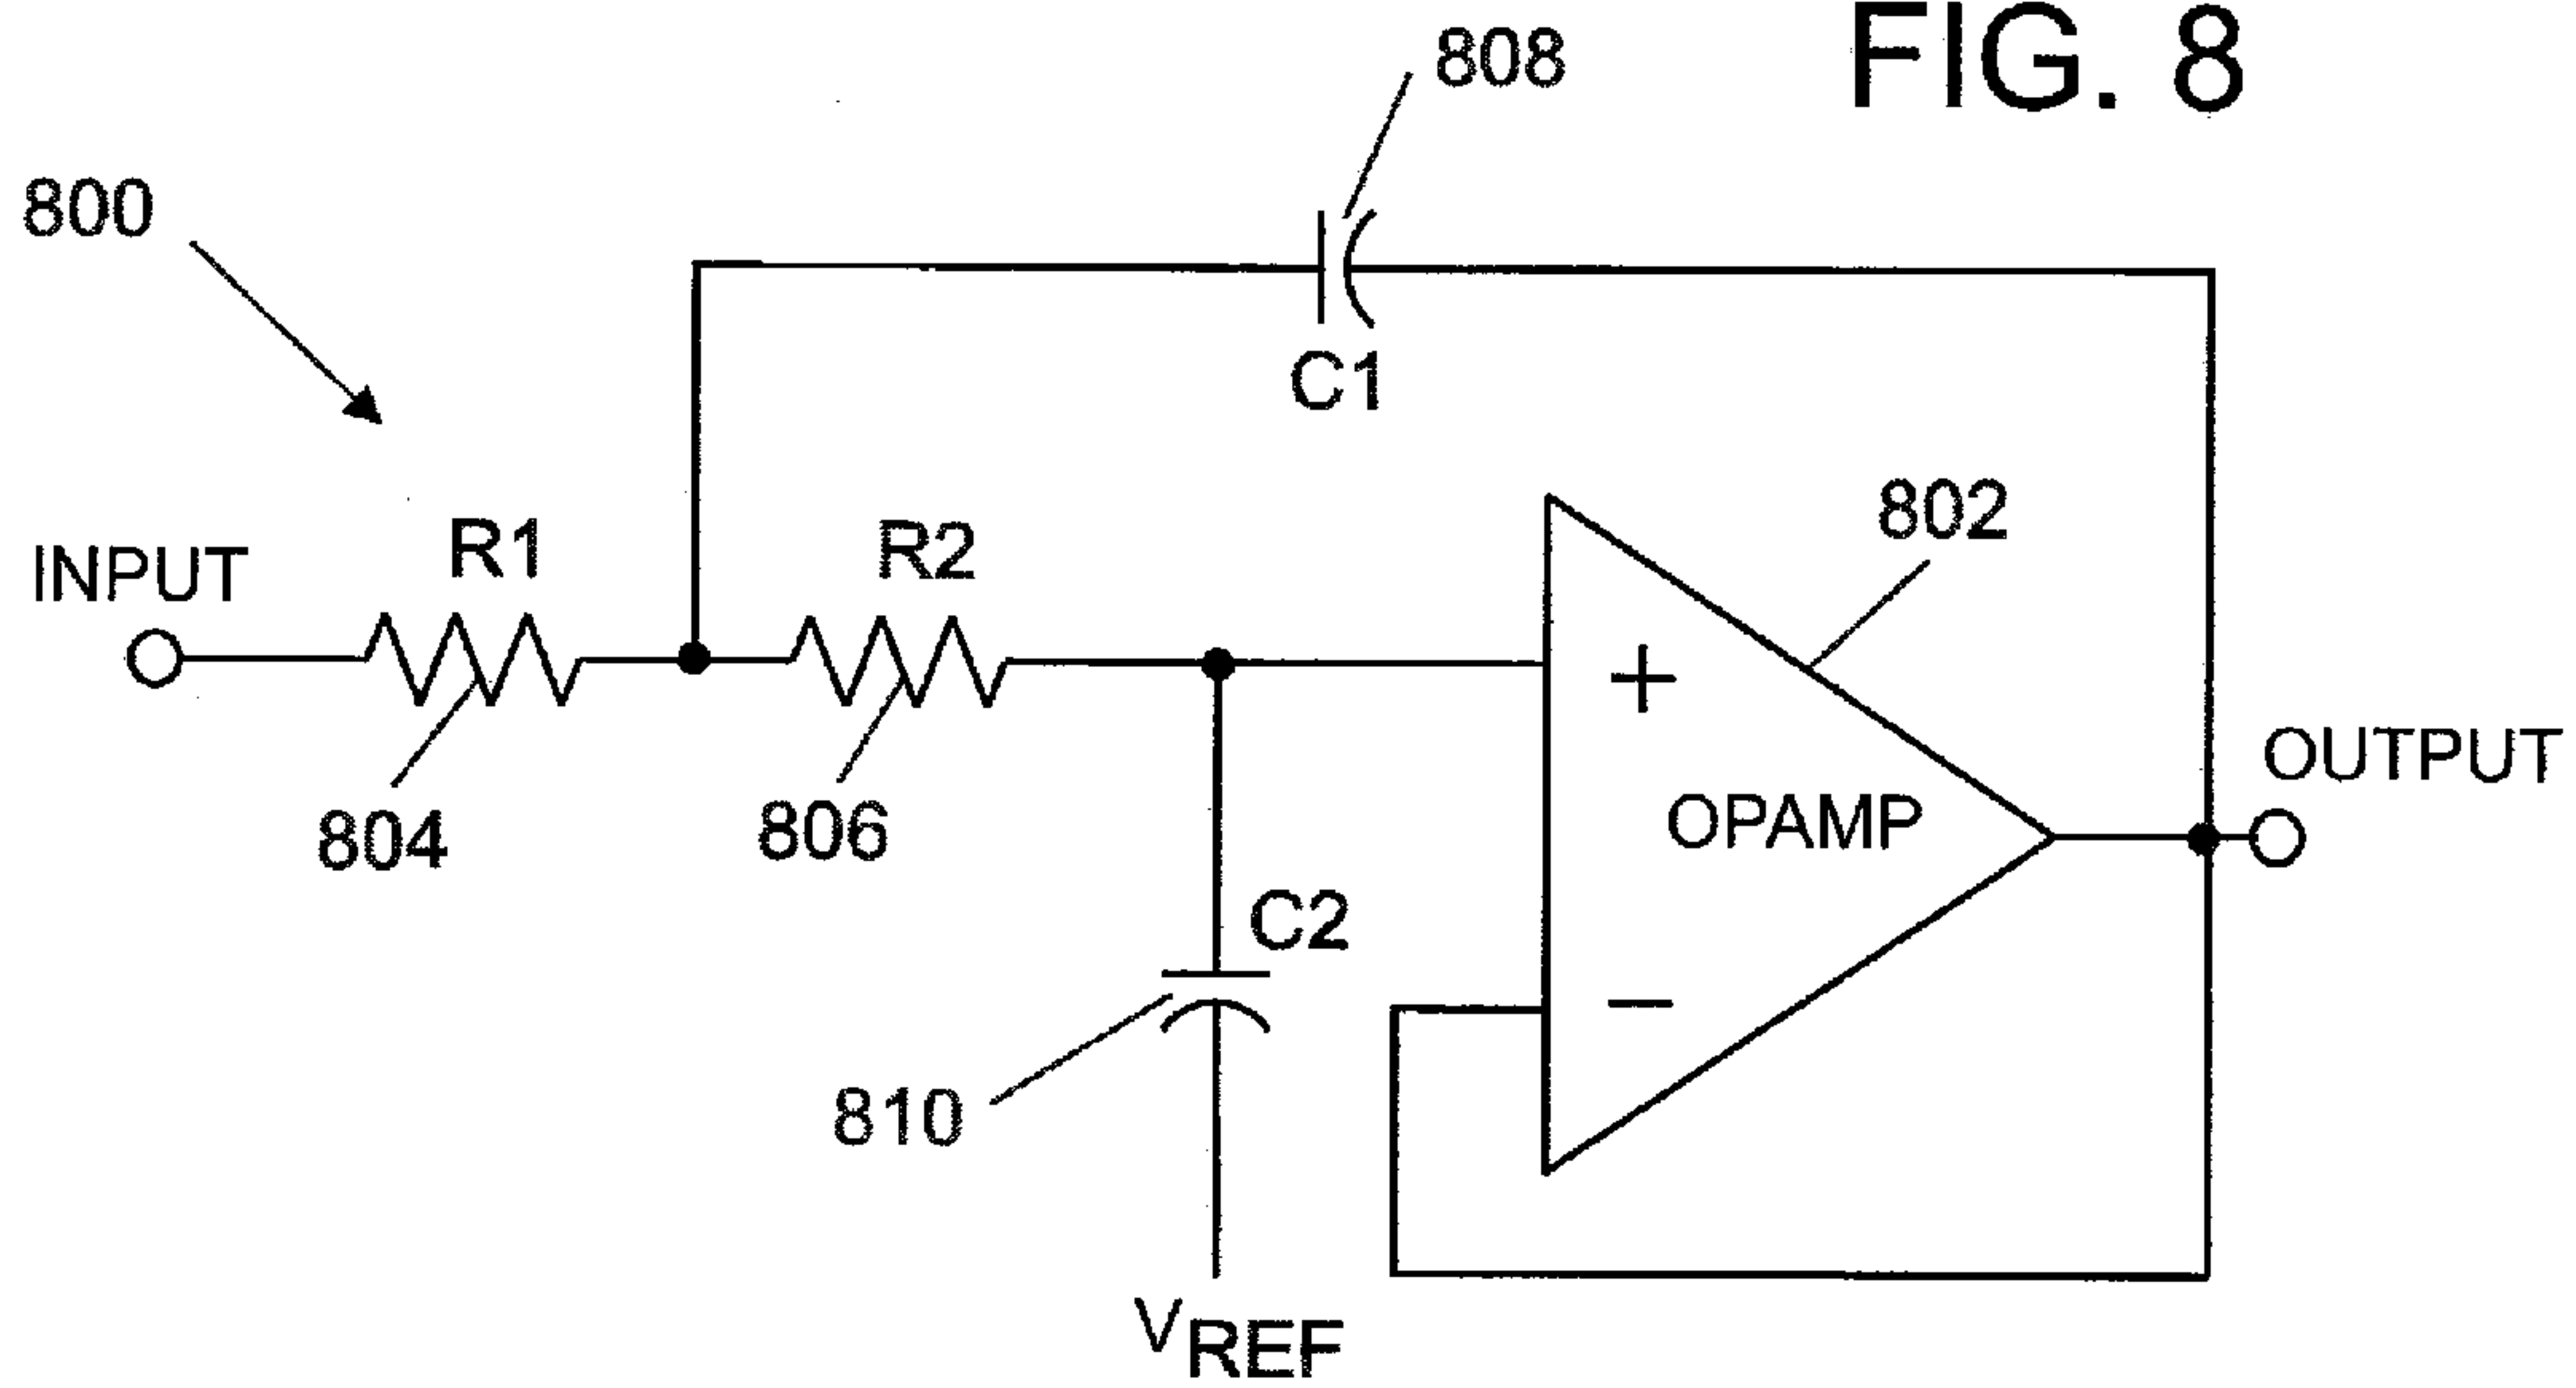 FIG. 8
808
800
C1
802
R1
R2
INPUT
OUTPUT
804
806
+
OPAMP
C2
−
810
VREF